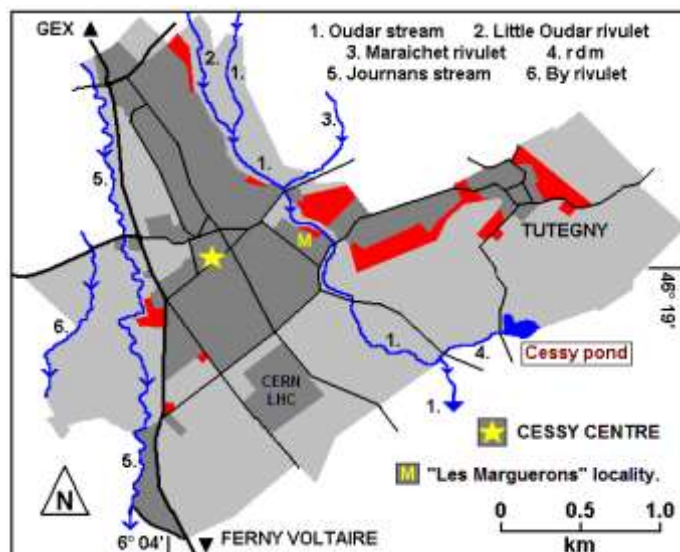 GEX ▲
1. Oudar stream 2. Little Oudar rivulet
3. Maraichet rivulet 4. r d m
5. Journans stream 6. By rivulet
2.
1.
3.
1.
5.
M
TUTEGNY
46° 19'
6.
1.
4.
Cessy pond
CERN
LHC
1.
CESSY CENTRE
M "Les Marguerons" locality.
5.
N
0 0.5 1.0
km
6° 04'
▼ FERNY VOLTAIRE